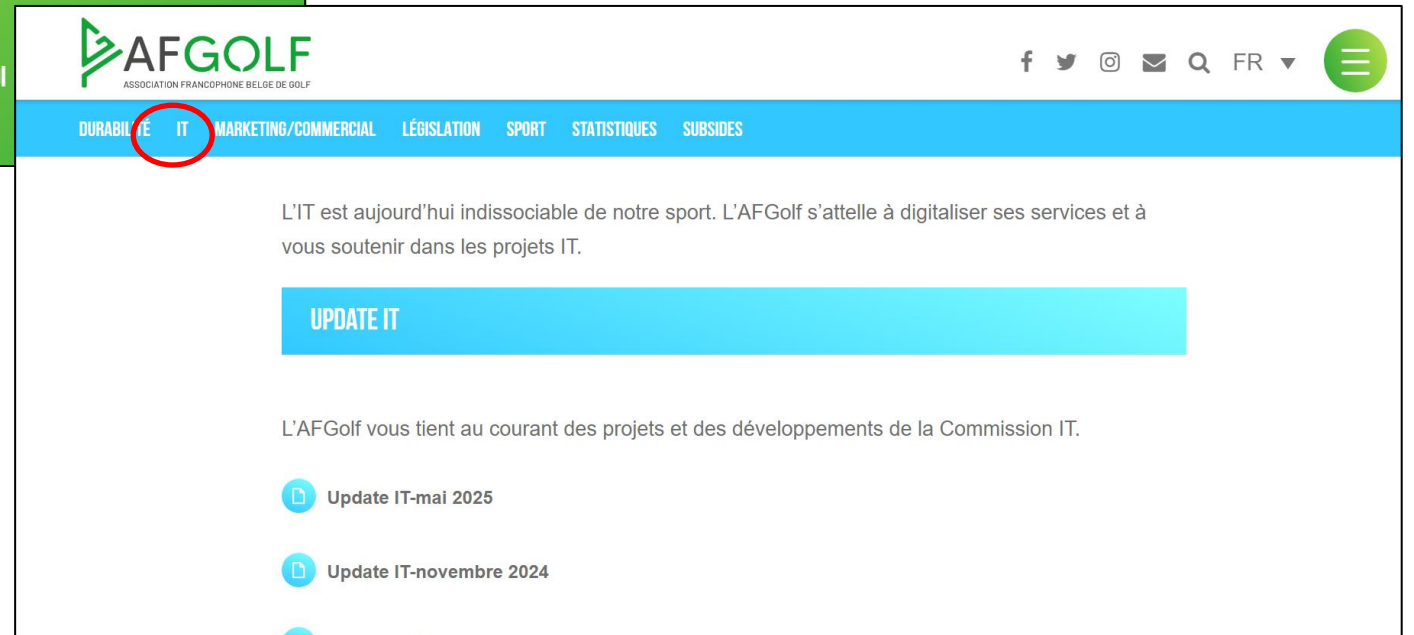 AFGOLF
ASSOCIATION FRANCOPHONE BELGE DE GOLF
FR
DURABILITÉ IT MARKETING/COMMERCIAL LÉGISLATION SPORT STATISTIQUES SUBSIDES
L’IT est aujourd’hui indissociable de notre sport. L’AFGolf s’attelle à digitaliser ses services et à
vous soutenir dans les projets IT.
UPDATE IT
L’AFGolf vous tient au courant des projets et des développements de la Commission IT.
Update IT-mai 2025
Update IT-novembre 2024